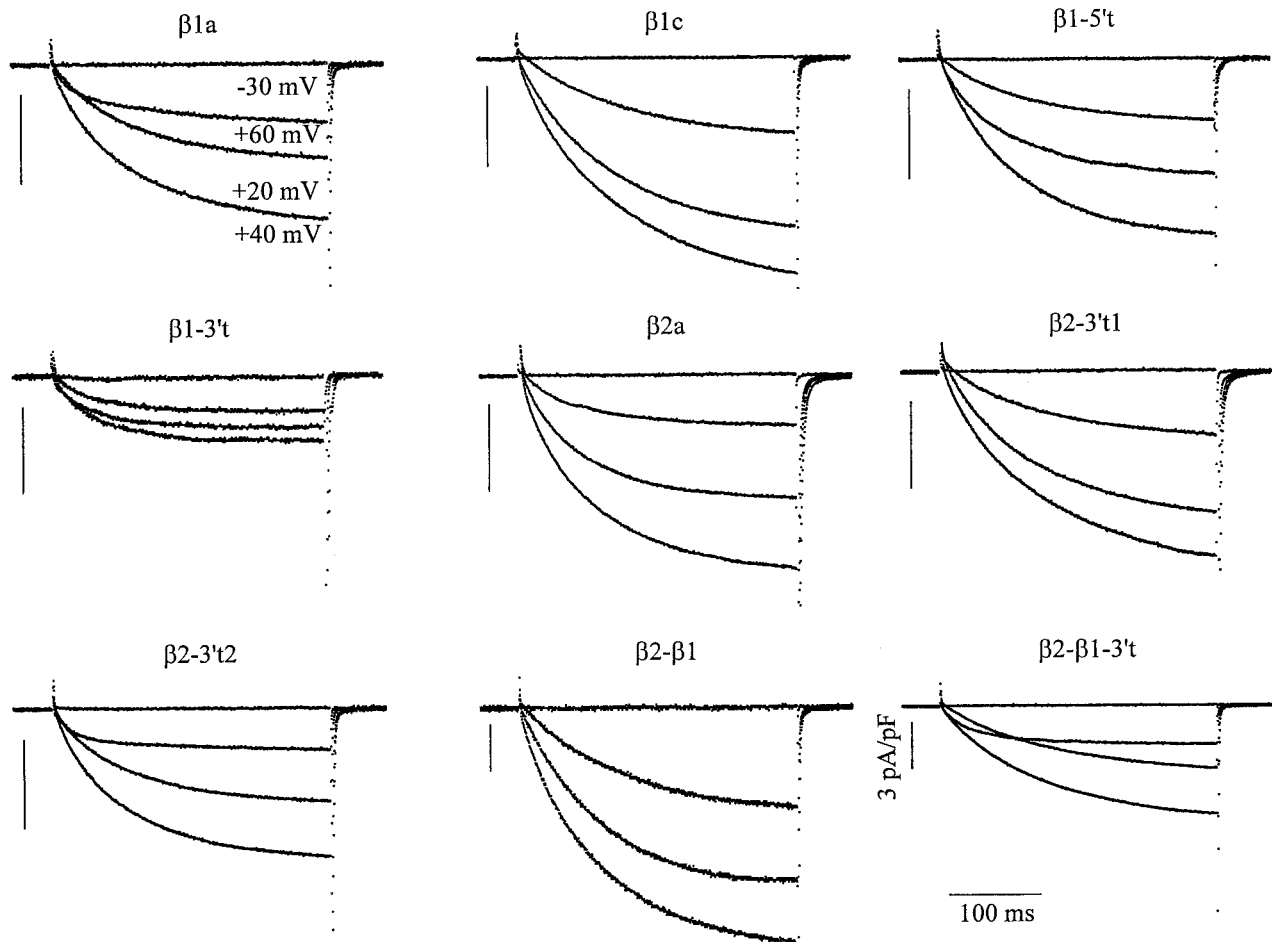 β1a
β1c
β1-5't
-30 mV
+60 mV
+20 mV
+40 mV
β1-3't
β2a
β2-3't1
β2-3't2
β2-β1
β2-β1-3't
3 pA/pF
100 ms